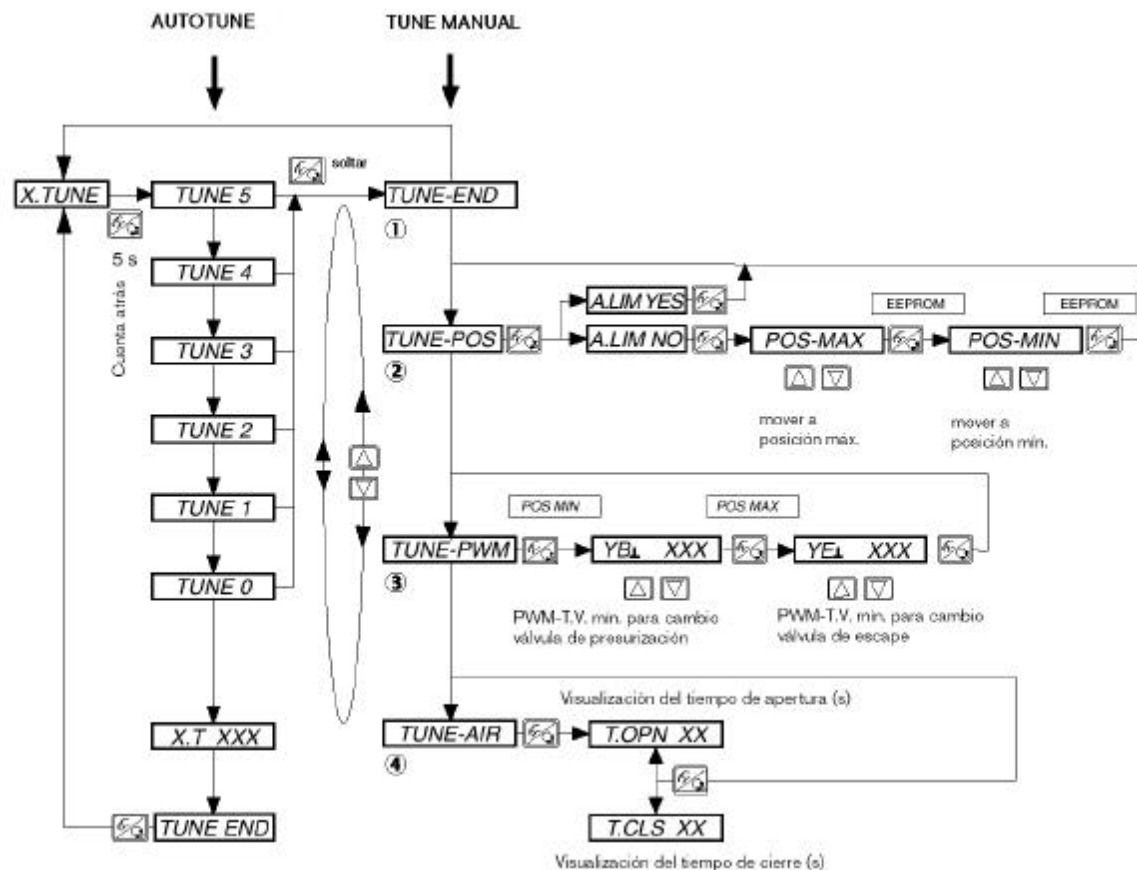 AUTOTUNE
TUNE MANUAL
soltar
X.TUNE
TUNE 5
TUNE-END
①
5 s
Cuenta atrás
TUNE 4
A.LIM YES
EEPROM
EEPROM
TUNE 3
TUNE-POS
A.LIM NO
POS-MAX
POS-MIN
②
mover a
posición máx.
mover a
posición mín.
TUNE 2
TUNE 1
POS MIN
POS MAX
TUNE-PWM
YB⊥ XXX
YE⊥ XXX
③
TUNE 0
PWM-T.V. min. para cambio
válvula de presurización
PWM-T.V. min. para cambio
válvula de escape
Visualización del tiempo de apertura (s)
X.T XXX
TUNE-AIR
T.OPN XX
④
TUNE END
T.CLS XX
Visualización del tiempo de cierre (s)